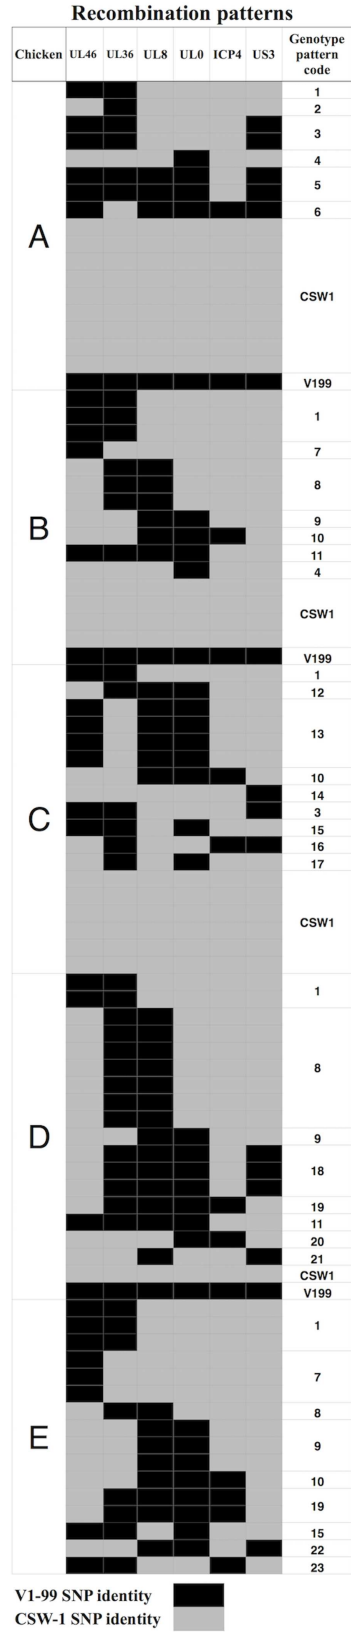 Recombination patterns
Chicken UL46 UL36 UL8 UL0 ICP4 US3 Genotype pattern code
A
1
2
3
4
5
6
CSW1
V199
B
1
7
8
9
10
11
4
CSW1
V199
C
1
12
13
10
14
3
15
16
17
CSW1
D
1
8
9
18
19
11
20
21
CSW1
V199
E
1
7
8
9
10
19
15
22
23
V1-99 SNP identity
CSW-1 SNP identity